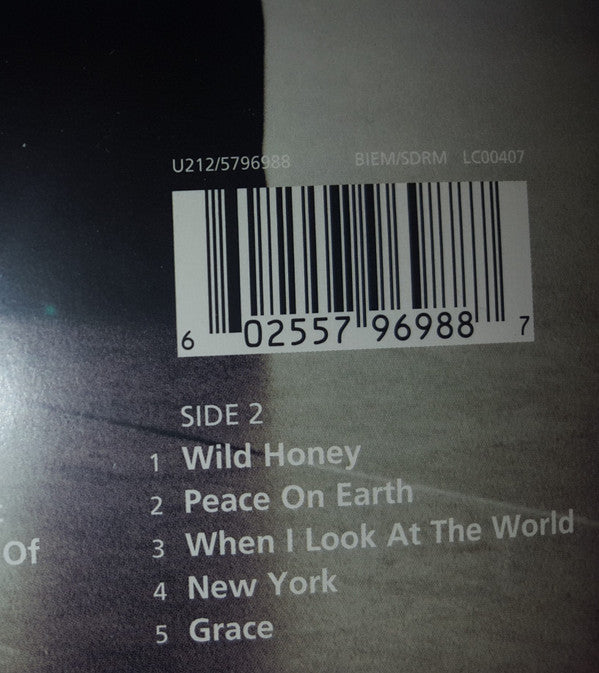 U212/5796988 BIEM/SDRM LC00407
6 02557 96988 7
SIDE 2
1 Wild Honey
2 Peace On Earth
Of
3 When I Look At The World
4 New York
5 Grace